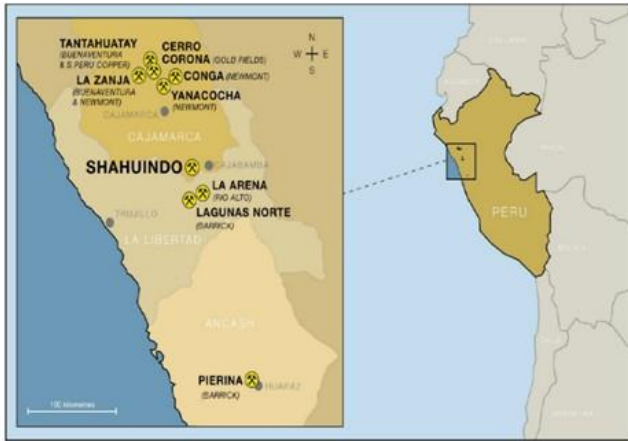 TANTAHUATAY
(BUENAVENTURA
& S PERU COPPER)
CERRO
CORONA (GOLD FIELDS)
LA ZANJA
(BUENAVENTURA
& NEWMONT)
CONGA (NEWMONT)
YANACOCHA
(NEWMONT)
N
W E
S
CAJAMARCA
CAJAMARCA
SHAHUINDO
CAJABAMBA
LA ARENA
(RIO ALTO)
LAGUNAS NORTE
(BARRICK)
TRUJILLO
LA LIBERTAD
ANCASH
PIERINA
(BARRICK)
HUARAZ
100 kilometres
PERU